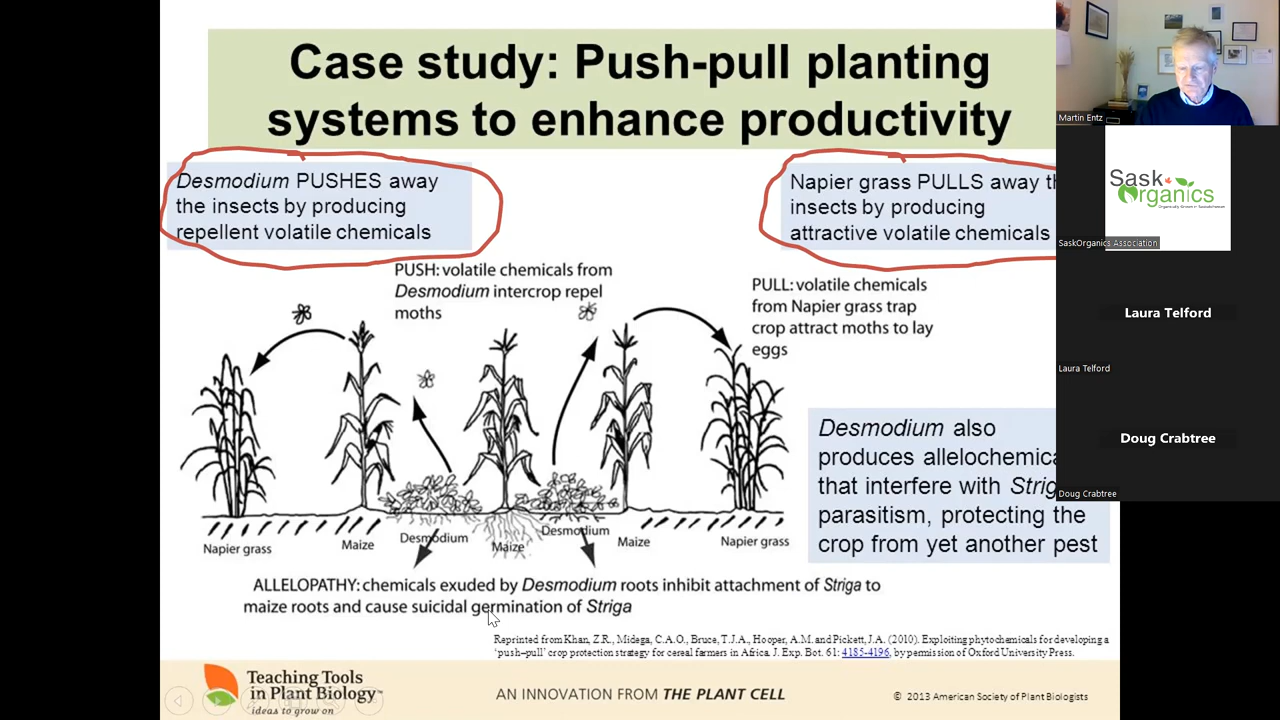 Case study: Push-pull planting
systems to enhance productivity
Desmodium PUSHES away
the insects by producing
repellent volatile chemicals
Napier grass PULLS away
insects by producing
attractive volatile chemicals
PUSH: volatile chemicals from
Desmodium intercrop repel
moths
PULL: volatile chemicals
from Napier grass trap
crop attract moths to lay
eggs
Desmodium also
produces
that interfere with
parasitism, protecting the
crop from yet another pest
Napier grass
Maize
Desmodium
Maize
Desmodium
Maize
Napier grass
ALLELOPATHY: chemicals exuded by Desmodium roots inhibit attachment of Striga to
maize roots and cause suicidal germination of Striga
Reprinted from Khan, Z.R., Midega, C.A.O., Bruce, T.J.A., Hooper, A.M. and Pickett, J.A. (2010). Exploiting phytochemicals for developing a
'push–pull' crop protection strategy for cereal farmers in Africa. J. Exp. Bot. 61: 4185-4196, by permission of Oxford University Press.
Teaching Tools
in Plant Biology™
ideas to grow on
AN INNOVATION FROM THE PLANT CELL
© 2013 American Society of Plant Biologists
Martin Entz
Sask
Organics
SaskOrganics Association
Laura Telford
Laura Telford
Doug Crabtree
Doug Crabtree